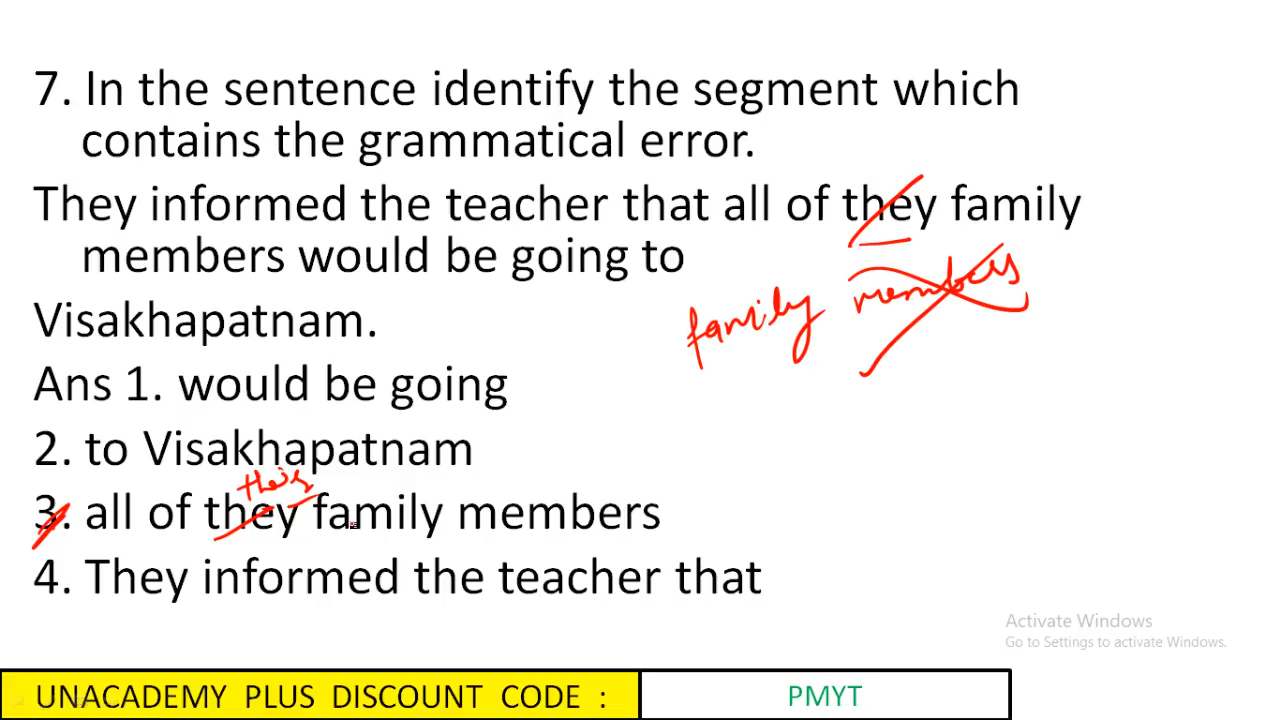 7. In the sentence identify the segment which
contains the grammatical error.
They informed the teacher that all of they family
members would be going to
family members
Visakhapatnam.
Ans 1. would be going
2. to Visakhapatnam
their
3. all of they family members
4. They informed the teacher that
Activate Windows
Go to Settings to activate Windows.
UNACADEMY PLUS DISCOUNT CODE :
PMYT